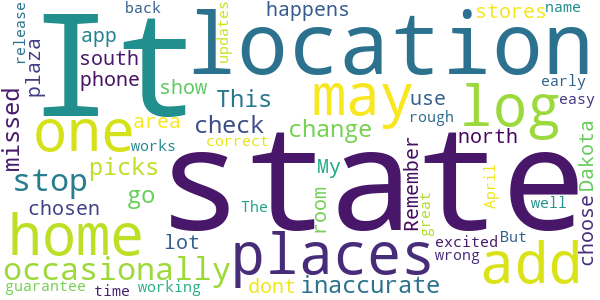 release
back
updates
happens
stores
name
It
location
app
plaza
south
phone
show
may
early
easy
missed
one
area
This
check
use
log
rough
works
picks
change
correct
state
north
Dakota
stop
go
My
Remember
April
home
chosen
room
places
great
But
well
choose
The
lot
excited
wrong
add
occasionally
dont
inaccurate
guarantee
time
working